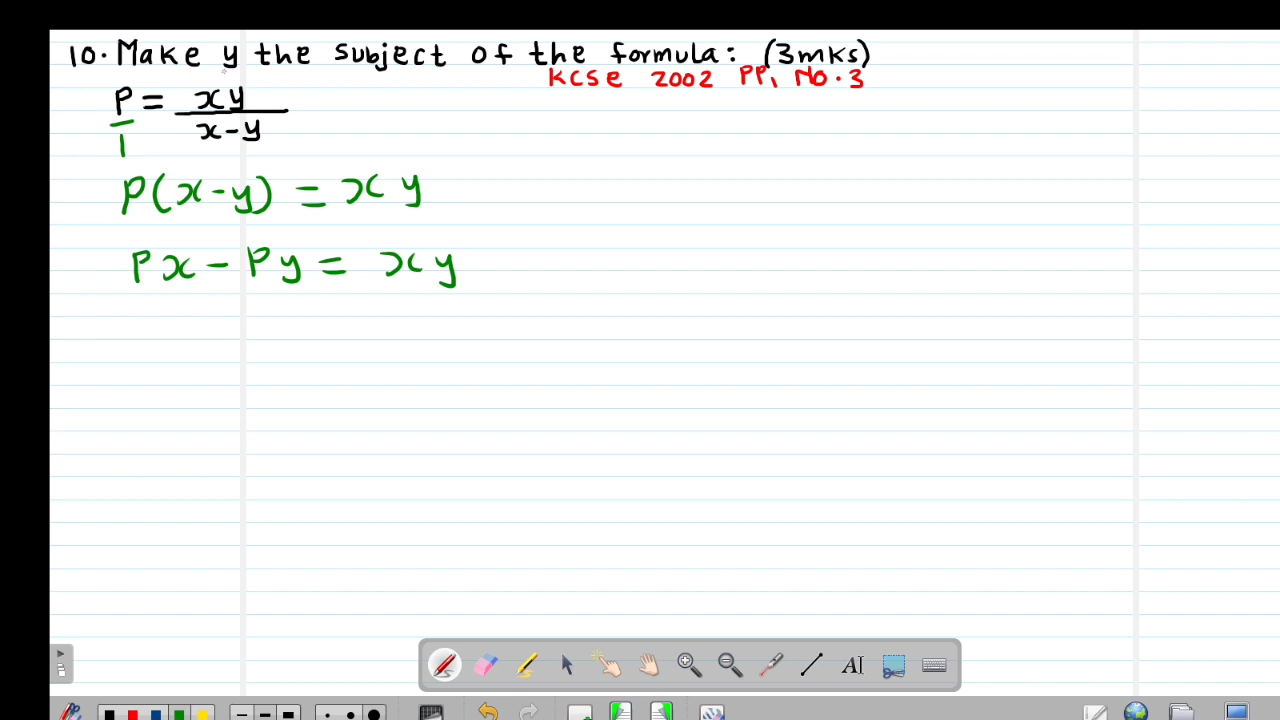 10. Make y the subject of the formula: (3mks)
KCSE 2002 PP1 No.3
P = xy
x-y
1
P(x-y) = xy
Px - Py = xy
AI